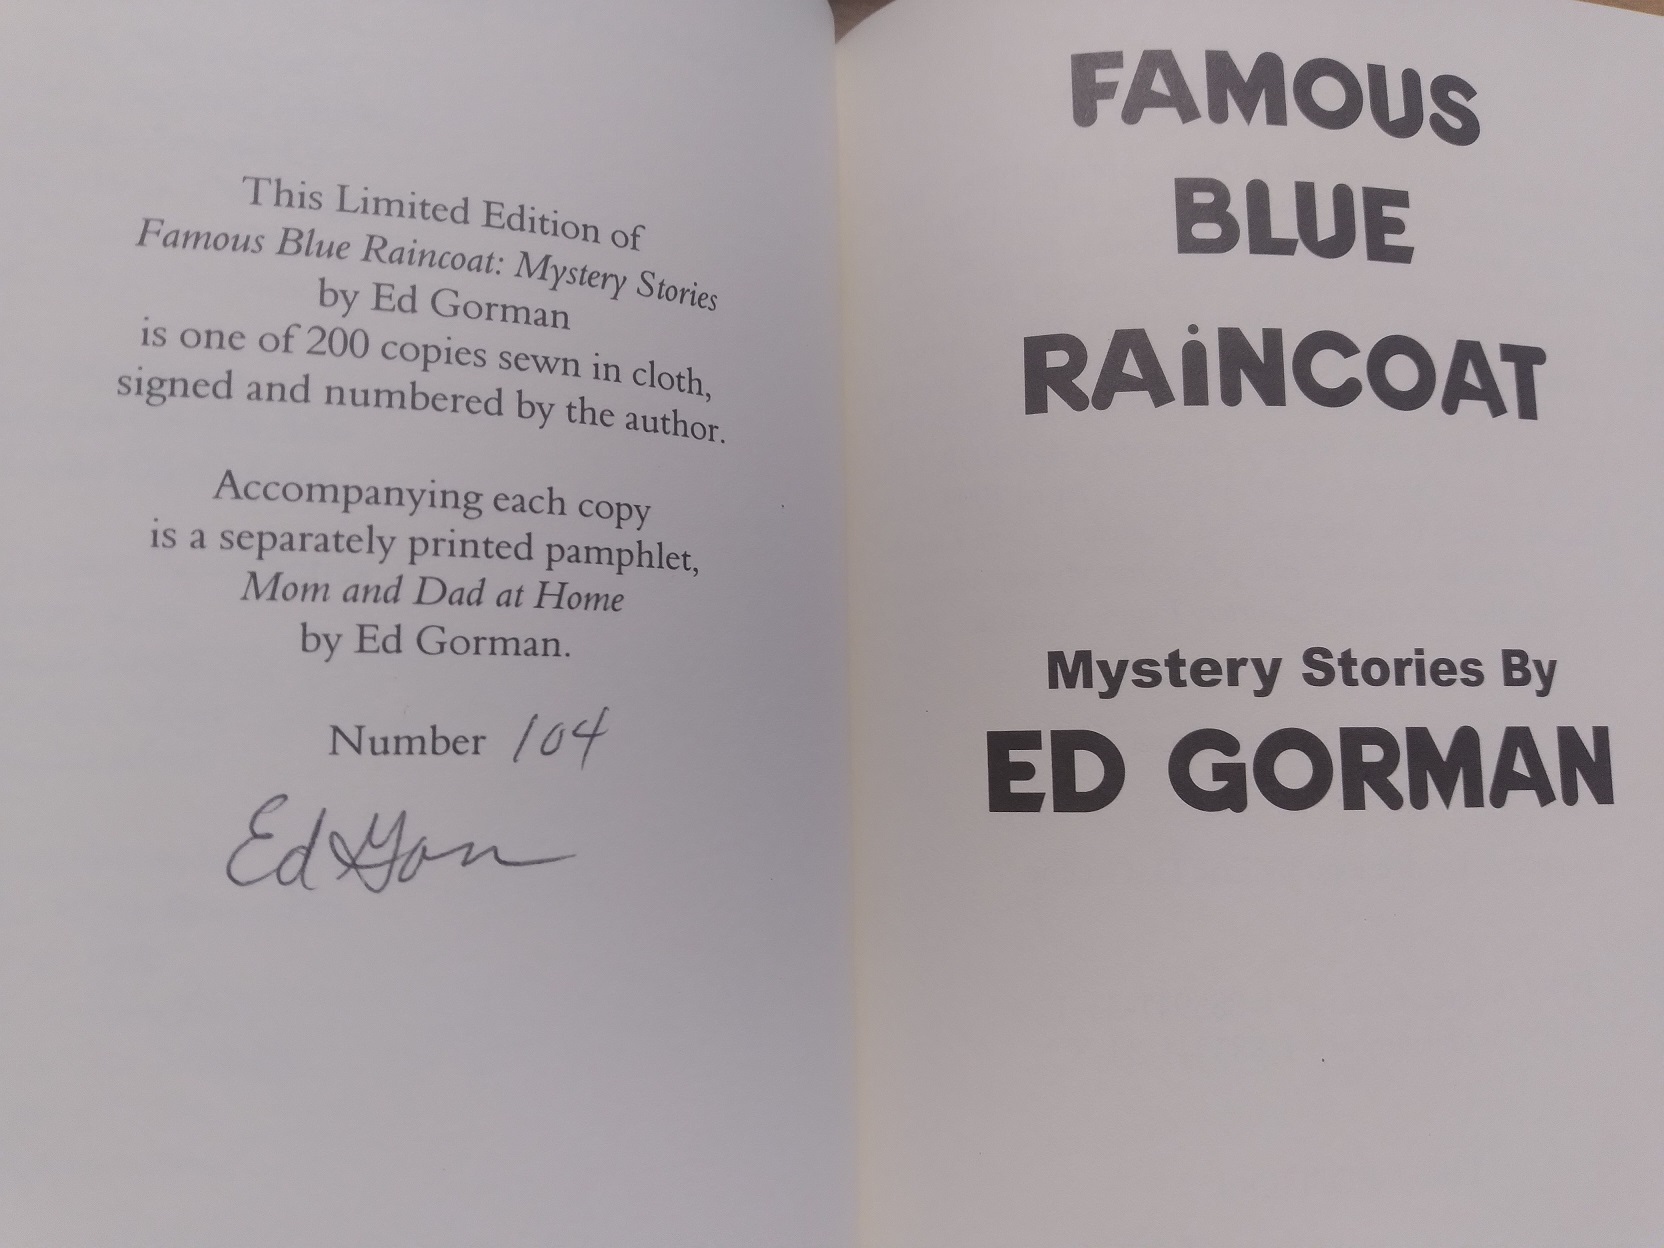 This Limited Edition of
Famous Blue Raincoat: Mystery Stories
by Ed Gorman
is one of 200 copies sewn in cloth,
signed and numbered by the author.
Accompanying each copy
is a separately printed pamphlet,
Mom and Dad at Home
by Ed Gorman.
Number 104
Ed Gorman
FAMOUS
BLUE
RAiNCOAT
Mystery Stories By
ED GORMAN